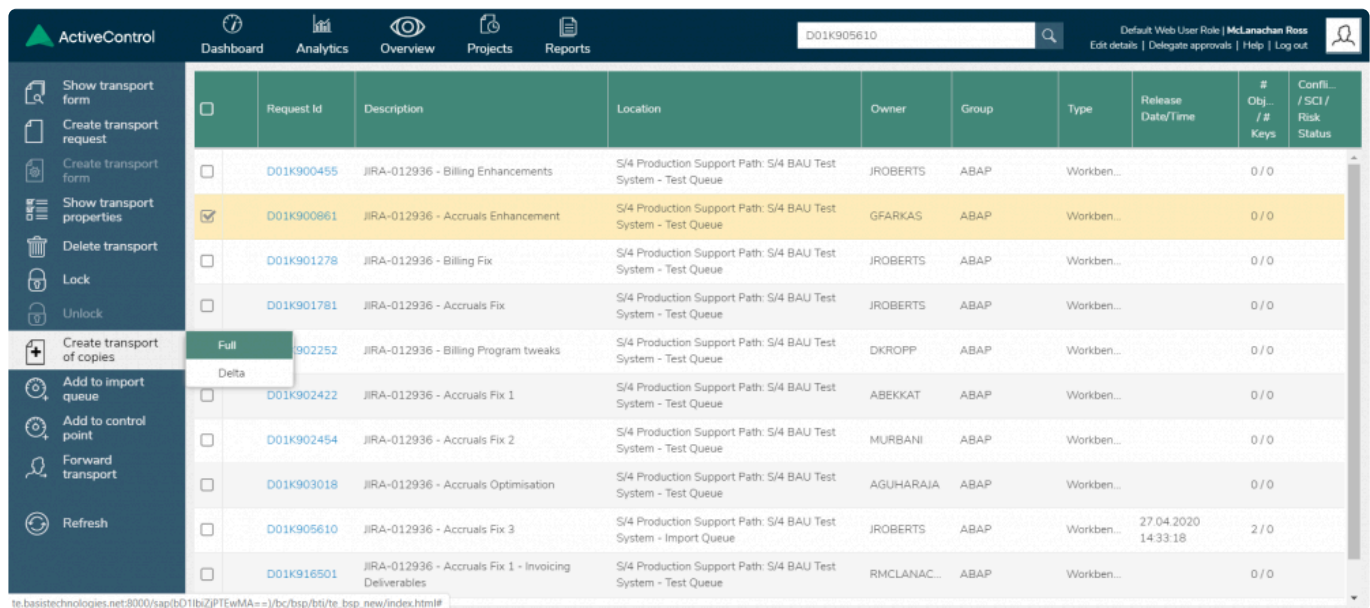 ActiveControl
Dashboard
Analytics
Overview
Projects
Reports
D01K905610
Default Web User Role | McLanachan Ross
Edit details | Delegate approvals | Help | Log out
Show transport
form
Create transport
request
Create transport
form
Show transport
properties
Delete transport
Lock
Unlock
Create transport
of copies
Add to import
queue
Add to control
point
Forward
transport
Refresh
Full
Delta
Request Id
Description
Location
Owner
Group
Type
Release
Date/Time
#
Obj...
/ #
Keys
Confli...
/ SCI /
Risk
Status
D01K900455 JIRA-012936 - Billing Enhancements S/4 Production Support Path: S/4 BAU Test JROBERTS ABAP Workben... 0 / 0
System - Test Queue
D01K900861 JIRA-012936 - Accruals Enhancement S/4 Production Support Path: S/4 BAU Test GFARKAS ABAP Workben... 0 / 0
System - Test Queue
D01K901278 JIRA-012936 - Billing Fix S/4 Production Support Path: S/4 BAU Test JROBERTS ABAP Workben... 0 / 0
System - Test Queue
D01K901781 JIRA-012936 - Accruals Fix S/4 Production Support Path: S/4 BAU Test JROBERTS ABAP Workben... 0 / 0
System - Test Queue
K902252 JIRA-012936 - Billing Program tweaks S/4 Production Support Path: S/4 BAU Test DKROPP ABAP Workben... 0 / 0
System - Test Queue
D01K902422 JIRA-012936 - Accruals Fix 1 S/4 Production Support Path: S/4 BAU Test ABEKKAT ABAP Workben... 0 / 0
System - Test Queue
D01K902454 JIRA-012936 - Accruals Fix 2 S/4 Production Support Path: S/4 BAU Test MURBANI ABAP Workben... 0 / 0
System - Test Queue
D01K903018 JIRA-012936 - Accruals Optimisation S/4 Production Support Path: S/4 BAU Test AGUHARAJA ABAP Workben... 0 / 0
System - Test Queue
D01K905610 JIRA-012936 - Accruals Fix 3 S/4 Production Support Path: S/4 BAU Test JROBERTS ABAP Workben... 27.04.2020 2 / 0
System - Import Queue 14:33:18
D01K916501 JIRA-012936 - Accruals Fix 1 - Invoicing S/4 Production Support Path: S/4 BAU Test RMCLANAC... ABAP Workben... 0 / 0
Deliverables System - Test Queue
te.basistechnologies.net:8000/sap(bD1lbiZjPTEwMA==)/bc/bsp/bti/te_bsp_new/index.html#